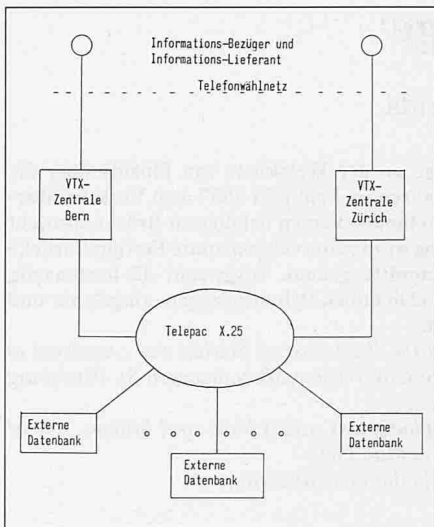 Informations-Bezüger und
Informations-Lieferant
Telefonwählnetz
VTX-
Zentrale
Bern
VTX-
Zentrale
Zürich
Telepac X.25
Externe
Datenbank
Externe
Datenbank
Externe
Datenbank